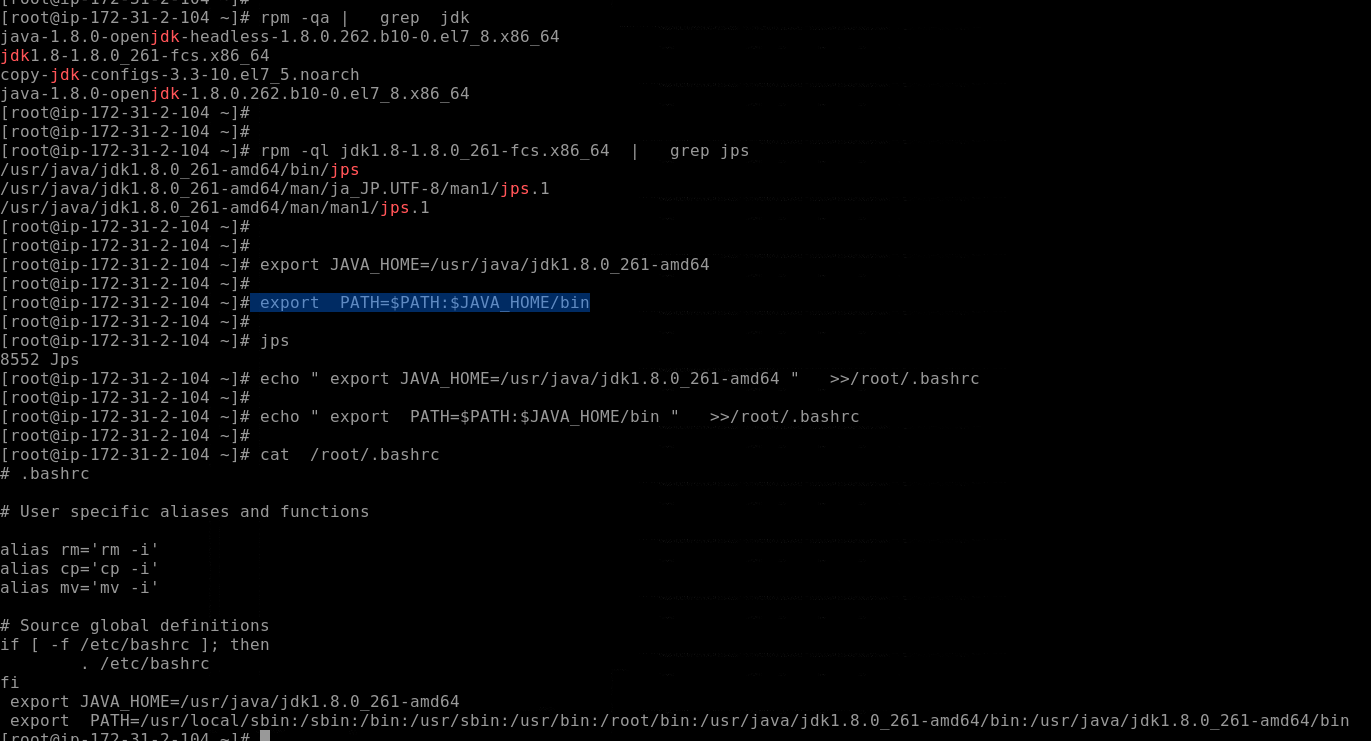 [root@ip-172-31-2-104 ~]#
[root@ip-172-31-2-104 ~]# rpm -qa |   grep  jdk
java-1.8.0-openjdk-headless-1.8.0.262.b10-0.el7_8.x86_64
jdk1.8-1.8.0_261-fcs.x86_64
copy-jdk-configs-3.3-10.el7_5.noarch
java-1.8.0-openjdk-1.8.0.262.b10-0.el7_8.x86_64
[root@ip-172-31-2-104 ~]#
[root@ip-172-31-2-104 ~]#
[root@ip-172-31-2-104 ~]# rpm -ql jdk1.8-1.8.0_261-fcs.x86_64  |   grep jps
/usr/java/jdk1.8.0_261-amd64/bin/jps
/usr/java/jdk1.8.0_261-amd64/man/ja_JP.UTF-8/man1/jps.1
/usr/java/jdk1.8.0_261-amd64/man/man1/jps.1
[root@ip-172-31-2-104 ~]#
[root@ip-172-31-2-104 ~]#
[root@ip-172-31-2-104 ~]# export JAVA_HOME=/usr/java/jdk1.8.0_261-amd64
[root@ip-172-31-2-104 ~]#
[root@ip-172-31-2-104 ~]# export  PATH=$PATH:$JAVA_HOME/bin
[root@ip-172-31-2-104 ~]#
[root@ip-172-31-2-104 ~]# jps
8552 Jps
[root@ip-172-31-2-104 ~]# echo " export JAVA_HOME=/usr/java/jdk1.8.0_261-amd64 "   >>/root/.bashrc
[root@ip-172-31-2-104 ~]#
[root@ip-172-31-2-104 ~]# echo " export  PATH=$PATH:$JAVA_HOME/bin "   >>/root/.bashrc
[root@ip-172-31-2-104 ~]#
[root@ip-172-31-2-104 ~]# cat  /root/.bashrc
# .bashrc

# User specific aliases and functions

alias rm='rm -i'
alias cp='cp -i'
alias mv='mv -i'

# Source global definitions
if [ -f /etc/bashrc ]; then
        . /etc/bashrc
fi
 export JAVA_HOME=/usr/java/jdk1.8.0_261-amd64
 export  PATH=/usr/local/sbin:/sbin:/bin:/usr/sbin:/usr/bin:/root/bin:/usr/java/jdk1.8.0_261-amd64/bin:/usr/java/jdk1.8.0_261-amd64/bin
[root@ip-172-31-2-104 ~]#